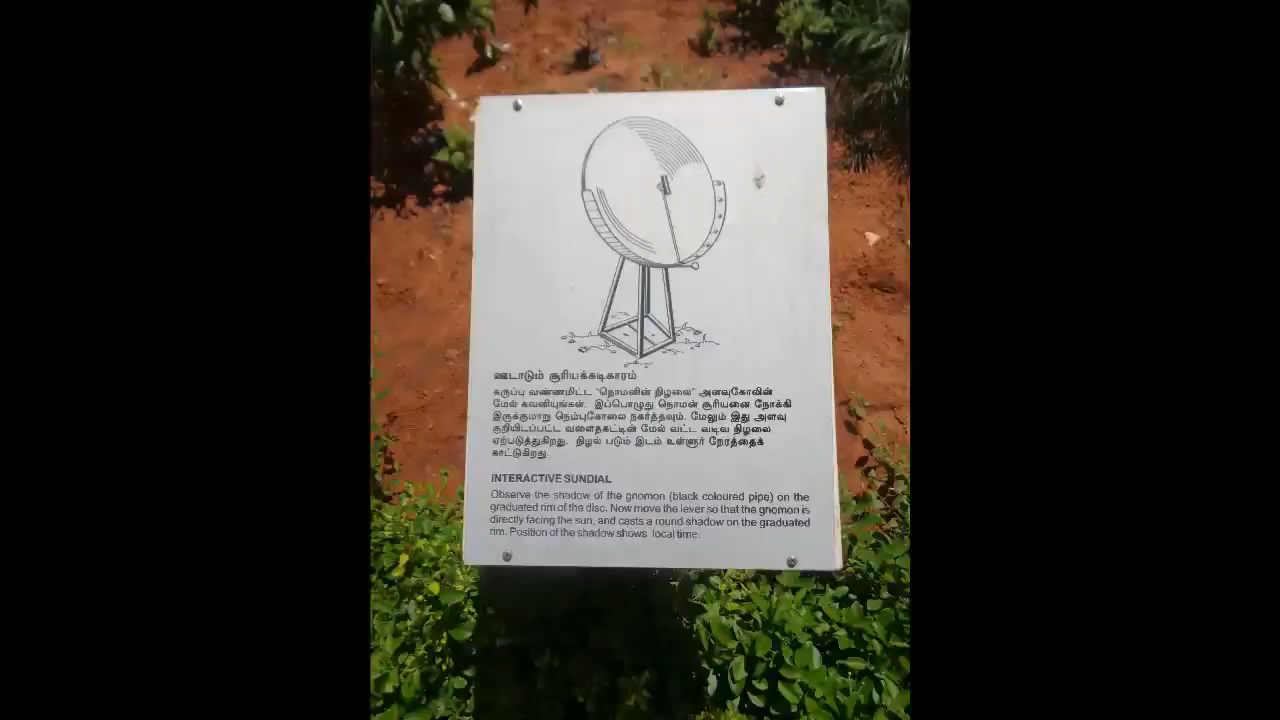 ஊடாடும் சூரியக்கடிகாரம்
கருப்பு வண்ணமிட்ட "நொமனின் நிழலை" அளவுகோலின்
மேல் கவனியுங்கள். இப்பொழுது நொமன் சூரியனை நோக்கி
இருக்குமாறு நெம்புகோலை நகர்த்தவும். மேலும் இது அளவு
குறியிடப்பட்ட வளைதகட்டின் மேல் வட்ட வடிவ நிழலை
ஏற்படுத்துகிறது. நிழல் படும் இடம் உள்ளூர் நேரத்தைக்
காட்டுகிறது.
INTERACTIVE SUNDIAL
Observe the shadow of the gnomon (black coloured pipe) on the
graduated rim of the disc. Now move the lever so that the gnomon is
directly facing the sun, and casts a round shadow on the graduated
rim. Position of the shadow shows local time.